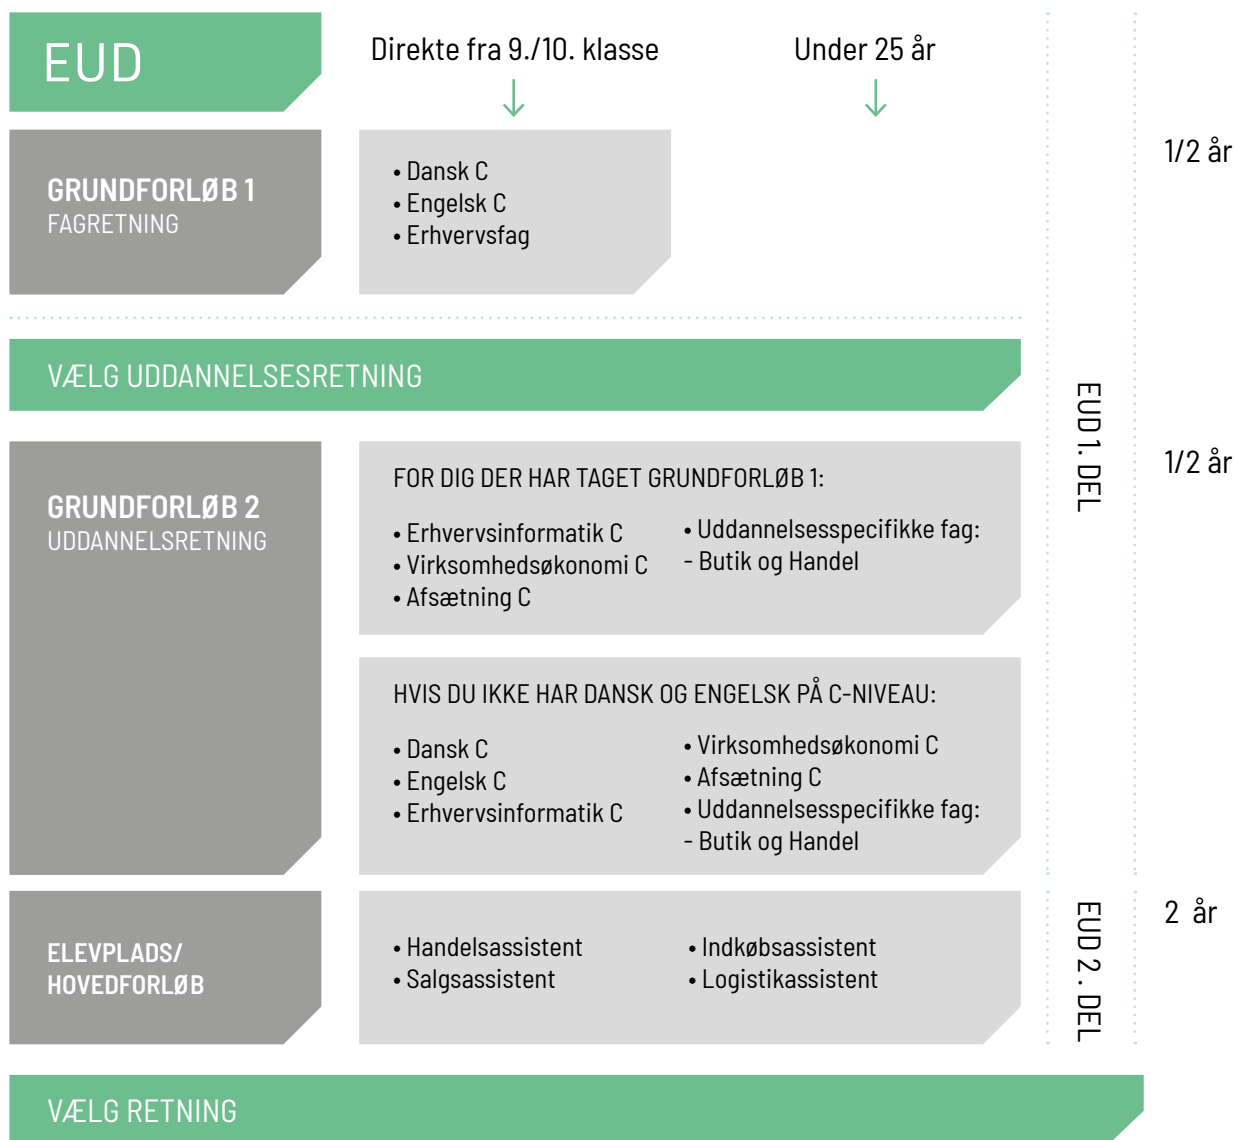 EUD
Direkte fra 9./10. klasse
Under 25 år
GRUNDFORLØB 1
FAGRETNING
• Dansk C
• Engelsk C
• Erhvervsfag
1/2 år
VÆLG UDDANNELSESRETNING
EUD 1. DEL
GRUNDFORLØB 2
UDDANNELSRETNING
FOR DIG DER HAR TAGET GRUNDFORLØB 1:
• Erhvervsinformatik C
• Virksomhedsøkonomi C
• Afsætning C
• Uddannelsesspecifikke fag:
- Butik og Handel
1/2 år
HVIS DU IKKE HAR DANSK OG ENGELSK PÅ C-NIVEAU:
• Dansk C
• Engelsk C
• Erhvervsinformatik C
• Virksomhedsøkonomi C
• Afsætning C
• Uddannelsesspecifikke fag:
- Butik og Handel
ELEVPLADS/
HOVEDFORLØB
• Handelsassistent
• Salgsassistent
• Indkøbsassistent
• Logistikassistent
EUD 2 . DEL
2 år
VÆLG RETNING